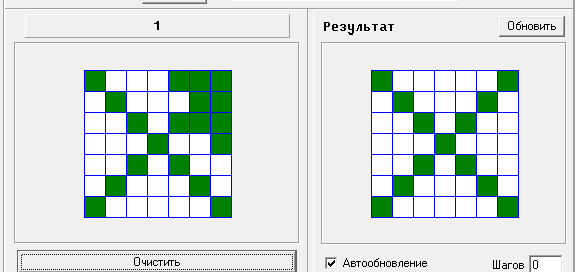 1
Результат
Обновить
Очистить
Автообновление
Шагов 0